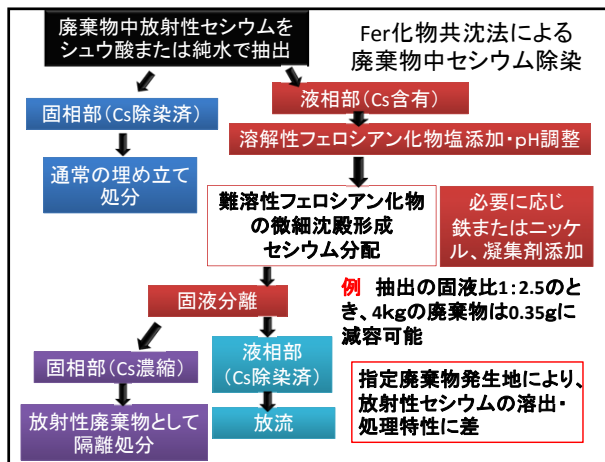 廃棄物中放射性セシウムを
シュウ酸または純水で抽出
Fer化物共沈法による
廃棄物中セシウム除染
固相部(Cs除染済)
液相部(Cs含有)
溶解性フェロシアン化物塩添加・pH調整
通常の埋め立て
処分
難溶性フェロシアン化物
の微細沈殿形成
セシウム分配
必要に応じ
鉄またはニッケ
ル、凝集剤添加
固液分離
例 抽出の固液比1:2.5のと
き、4kgの廃棄物は0.35gに
減容可能
固相部(Cs濃縮)
液相部
(Cs除染済)
放射性廃棄物として
隔離処分
放流
指定廃棄物発生地により、
放射性セシウムの溶出・
処理特性に差